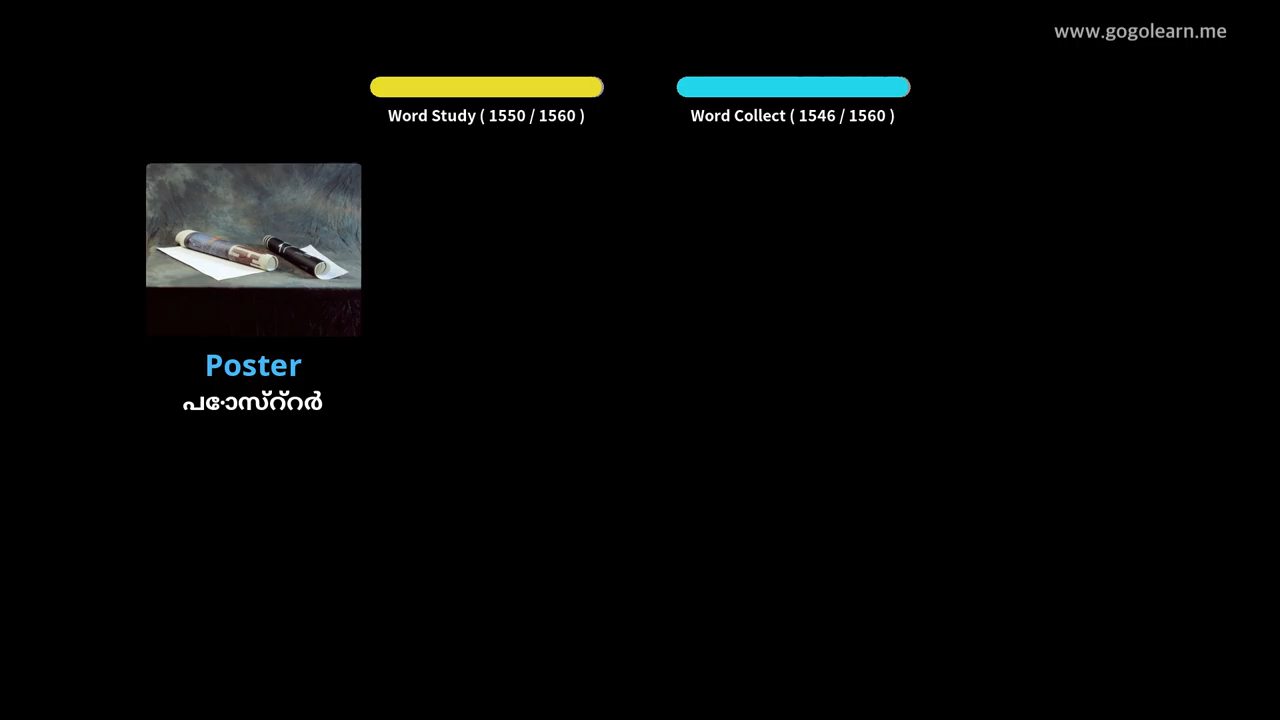 www.gogolearn.me
Word Study ( 1550 / 1560 )
Word Collect ( 1546 / 1560 )
Poster
പോസ്റ്റർ